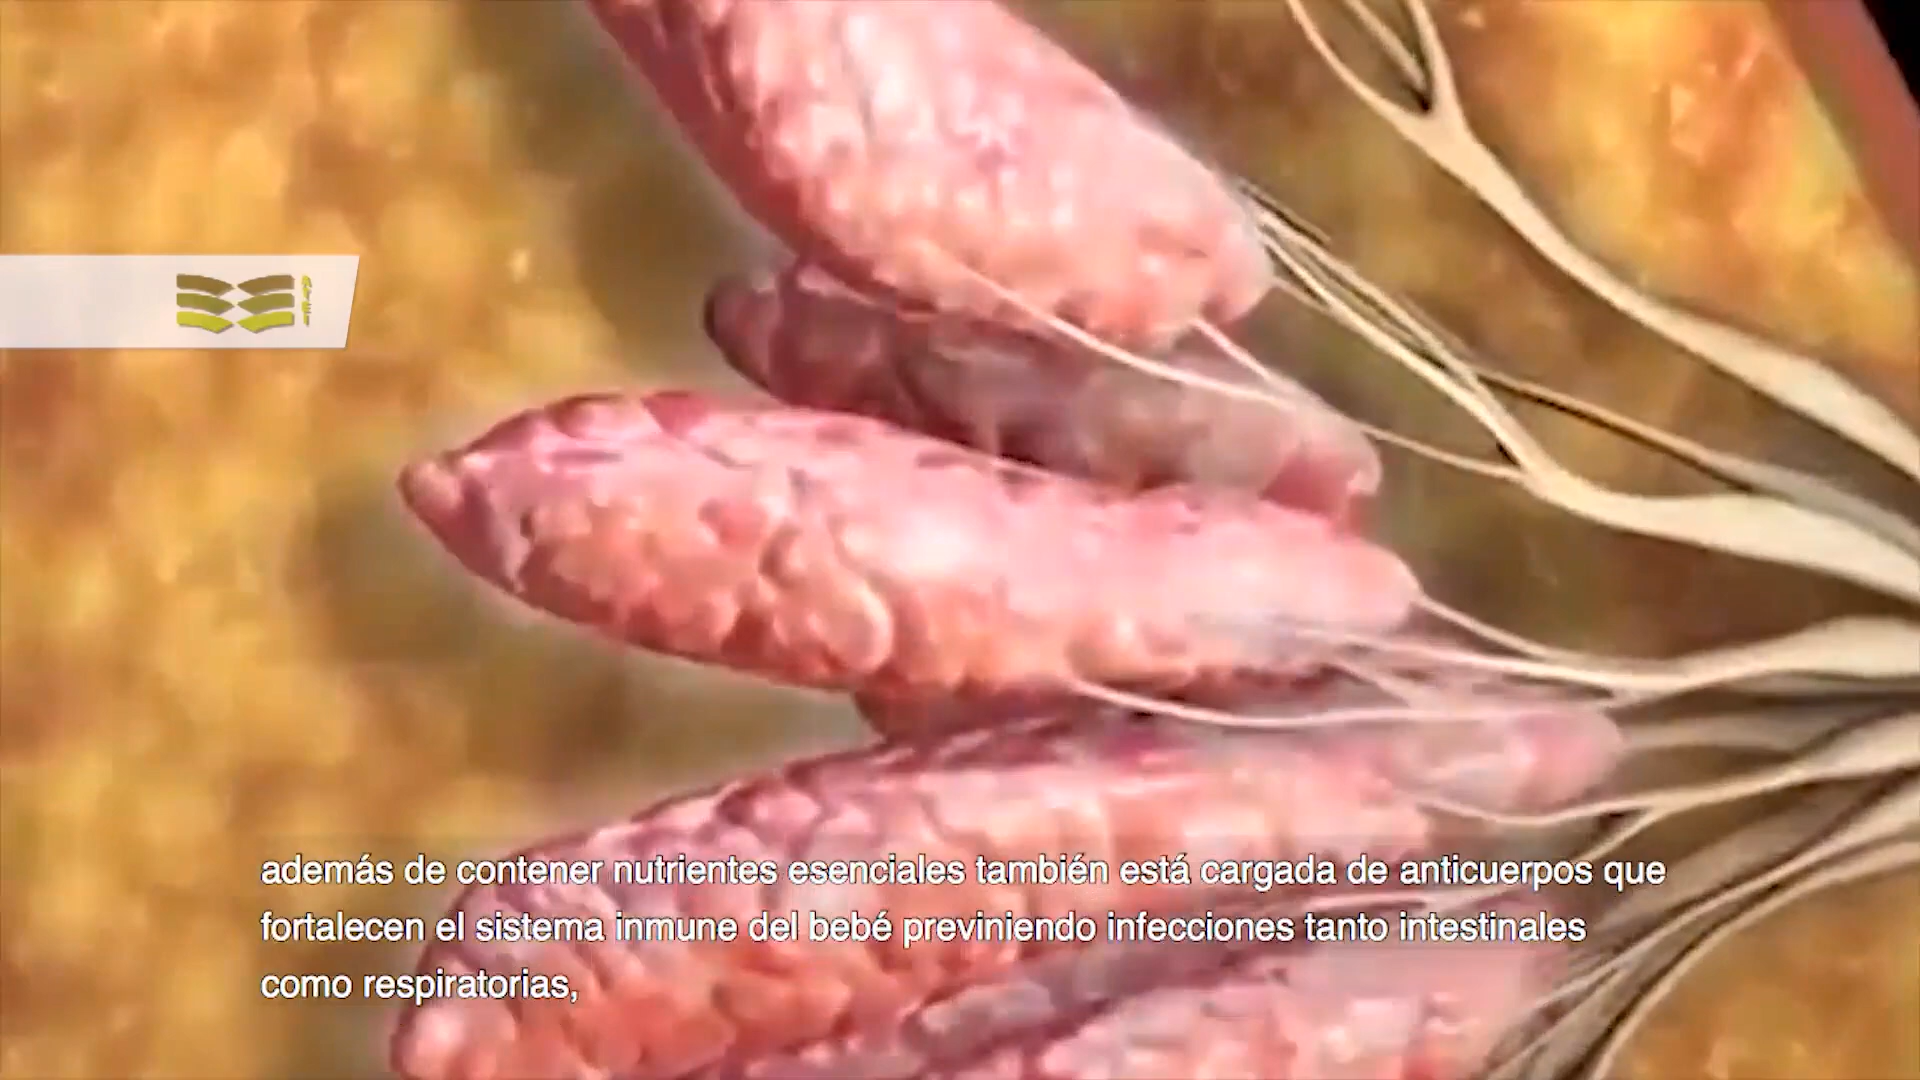 además de contener nutrientes esenciales también está cargada de anticuerpos que
fortalecen el sistema inmune del bebé previniendo infecciones tanto intestinales
como respiratorias,